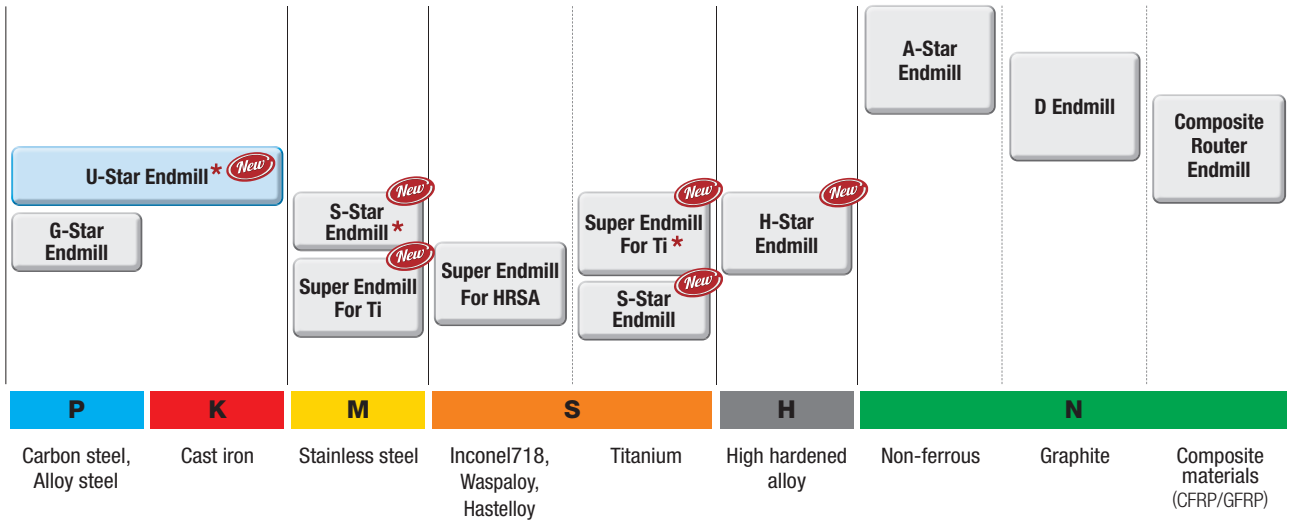 A-Star
Endmill
D Endmill
Composite
Router
Endmill
U-Star Endmill* New
G-Star
Endmill
New
S-Star
Endmill*
New
Super Endmill
For Ti
Super Endmill
For HRSA
New
Super Endmill
For Ti*
New
S-Star
Endmill
New
H-Star
Endmill
P
K
M
S
H
N
Carbon steel,
Alloy steel
Cast iron
Stainless steel
Inconel718,
Waspaloy,
Hastelloy
Titanium
High hardened
alloy
Non-ferrous
Graphite
Composite
materials
(CFRP/GFRP)